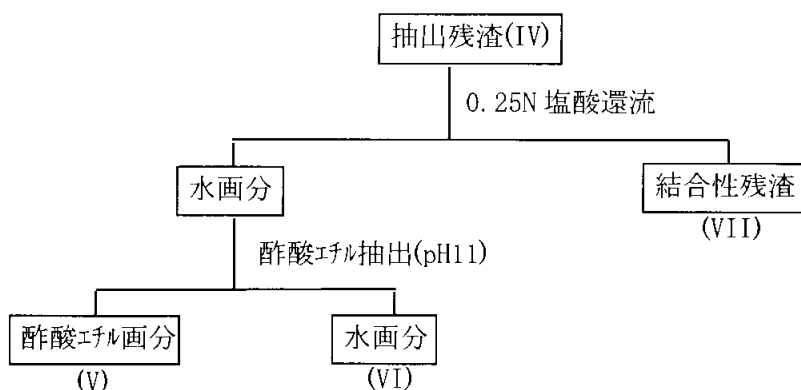 抽出残渣(IV)
0.25N 塩酸還流
水画分
結合性残渣
(VII)
酢酸ｴﾁﾙ抽出(pH11)
酢酸ｴﾁﾙ画分
水画分
(V)
(VI)